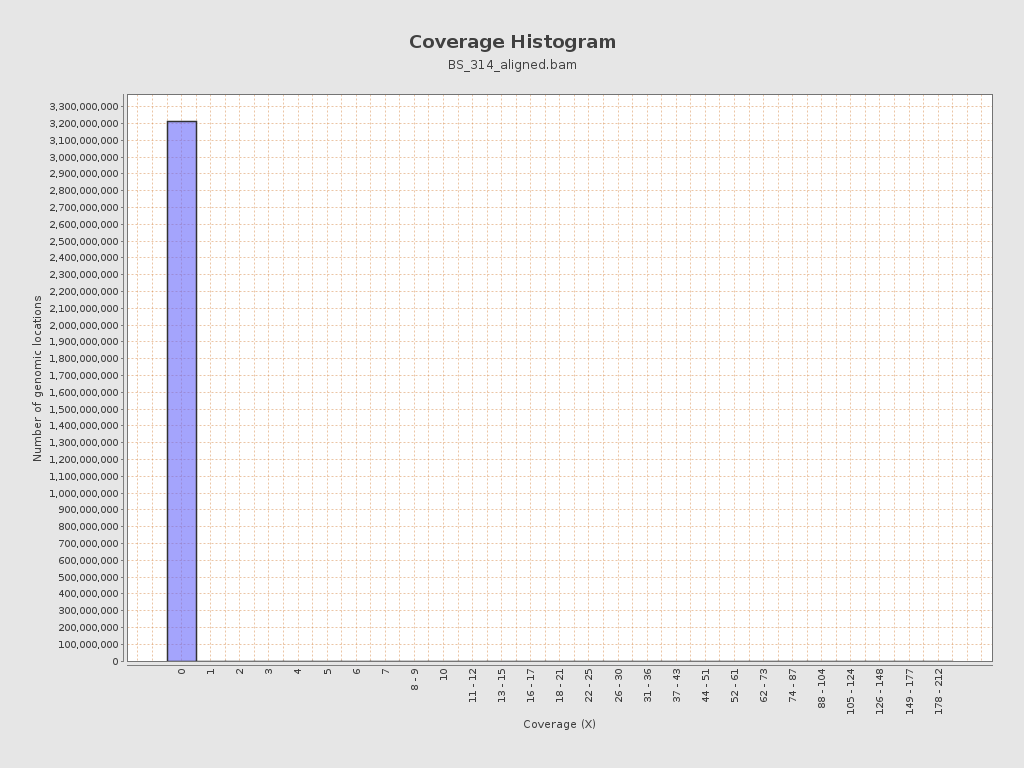 Coverage Histogram
BS_314_aligned.bam
3,300,000,000
3,200,000,000
3,100,000,000
3,000,000,000
2,900,000,000
2,800,000,000
2,700,000,000
2,600,000,000
2,500,000,000
2,400,000,000
2,300,000,000
2,200,000,000
2,100,000,000
2,000,000,000
1,900,000,000
1,800,000,000
1,700,000,000
1,600,000,000
1,500,000,000
1,400,000,000
1,300,000,000
1,200,000,000
1,100,000,000
1,000,000,000
900,000,000
800,000,000
700,000,000
600,000,000
500,000,000
400,000,000
300,000,000
200,000,000
100,000,000
0
Number of genomic locations
0
1
2
3
4
5
6
7
8 - 9
10
11 - 12
13 - 15
16 - 17
18 - 21
22 - 25
26 - 30
31 - 36
37 - 43
44 - 51
52 - 61
62 - 73
74 - 87
88 - 104
105 - 124
126 - 148
149 - 177
178 - 212
Coverage (X)